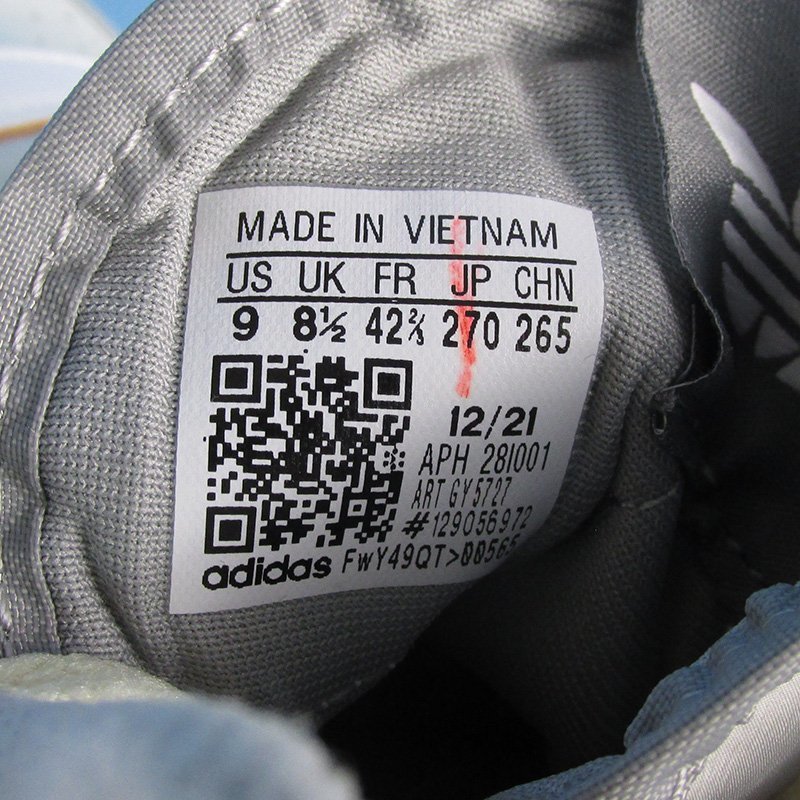 MADE IN VIETNAM
US UK FR JP CHN
9 8½ 42⅔ 270 265
12/21
APH 28I001
ART GY5727
#129056972
adidas FwY49QT>00565